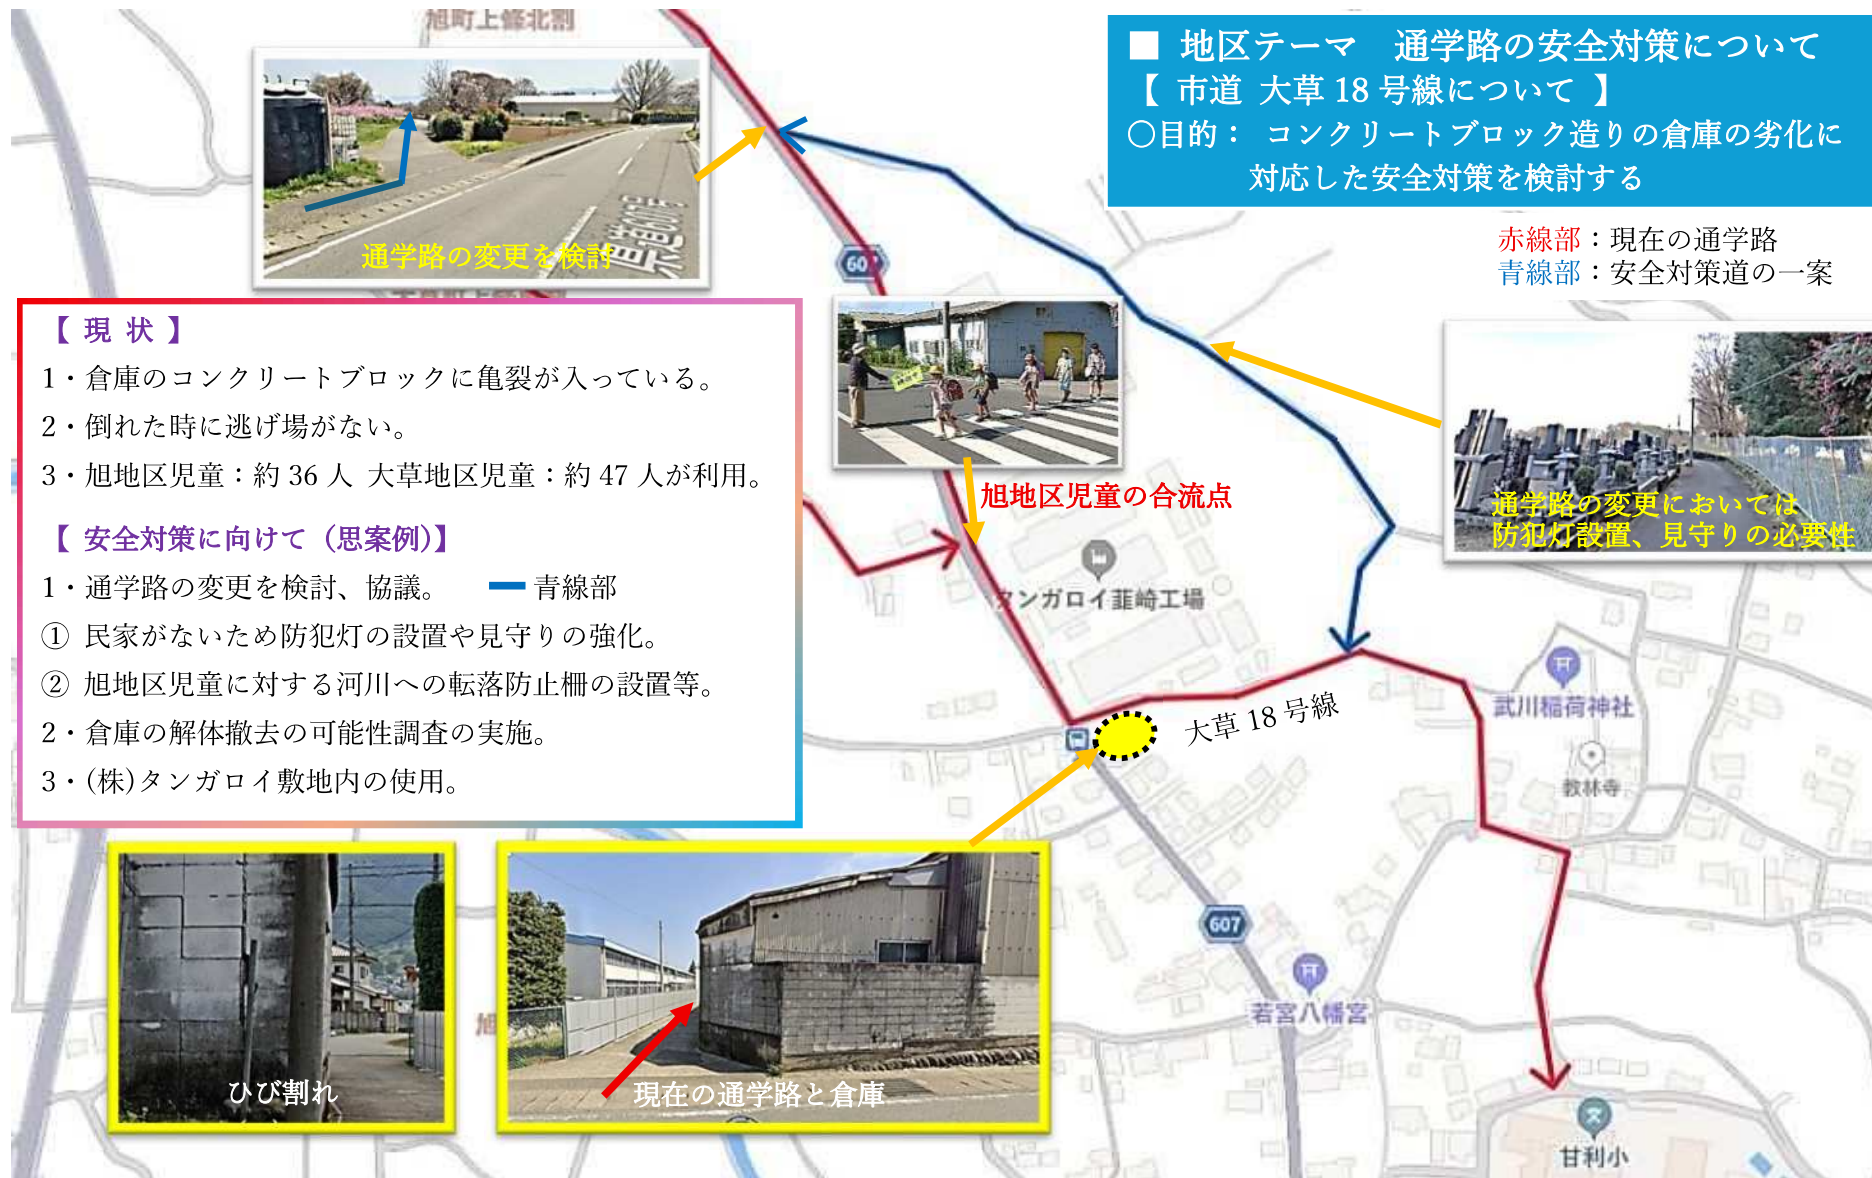 ■ 地区テーマ　通学路の安全対策について
【 市道 大草 18 号線について 】
○目的： コンクリートブロック造りの倉庫の劣化に
対応した安全対策を検討する
赤線部：現在の通学路
青線部：安全対策道の一案
旭町上條北割
県道607号
通学路の変更を検討
607
【 現 状 】
1・倉庫のコンクリートブロックに亀裂が入っている。
2・倒れた時に逃げ場がない。
3・旭地区児童：約 36 人 大草地区児童：約 47 人が利用。
【 安全対策に向けて（思案例）】
1・通学路の変更を検討、協議。 青線部
① 民家がないため防犯灯の設置や見守りの強化。
② 旭地区児童に対する河川への転落防止柵の設置等。
2・倉庫の解体撤去の可能性調査の実施。
3・(株)タンガロイ敷地内の使用。
旭地区児童の合流点
通学路の変更においては
防犯灯設置、見守りの必要性
タンガロイ韮崎工場
大草 18 号線
武川稲荷神社
教林寺
607
若宮八幡宮
旭
ひび割れ
現在の通学路と倉庫
甘利小